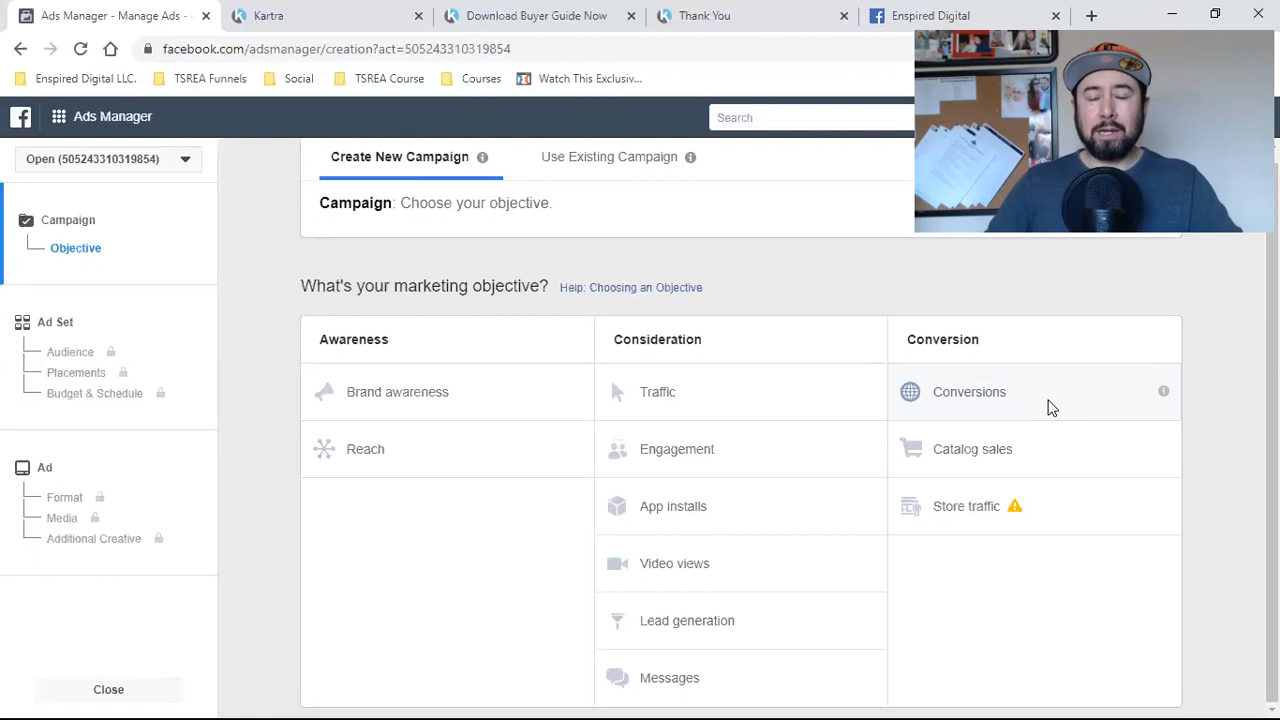 Ads Manager - Manage Ads -
Kartra
Download Buyer Guide Now
Thank You
Enspired Digital
facebook.com/adsmanager/creation?act=505243310319854
Enspired Digital LLC.
TSREA Funnels
Social
TSREA Course
Courses
Watch This Exclusiv...
Ads Manager
Search
Open (505243310319854)
Create New Campaign
Use Existing Campaign
Campaign: Choose your objective.
Campaign
Objective
Ad Set
Audience
Placements
Budget & Schedule
Ad
Format
Media
Additional Creative
Close
What's your marketing objective? Help: Choosing an Objective
Awareness
Consideration
Conversion
Brand awareness
Traffic
Conversions
Reach
Engagement
Catalog sales
App installs
Store traffic
Video views
Lead generation
Messages